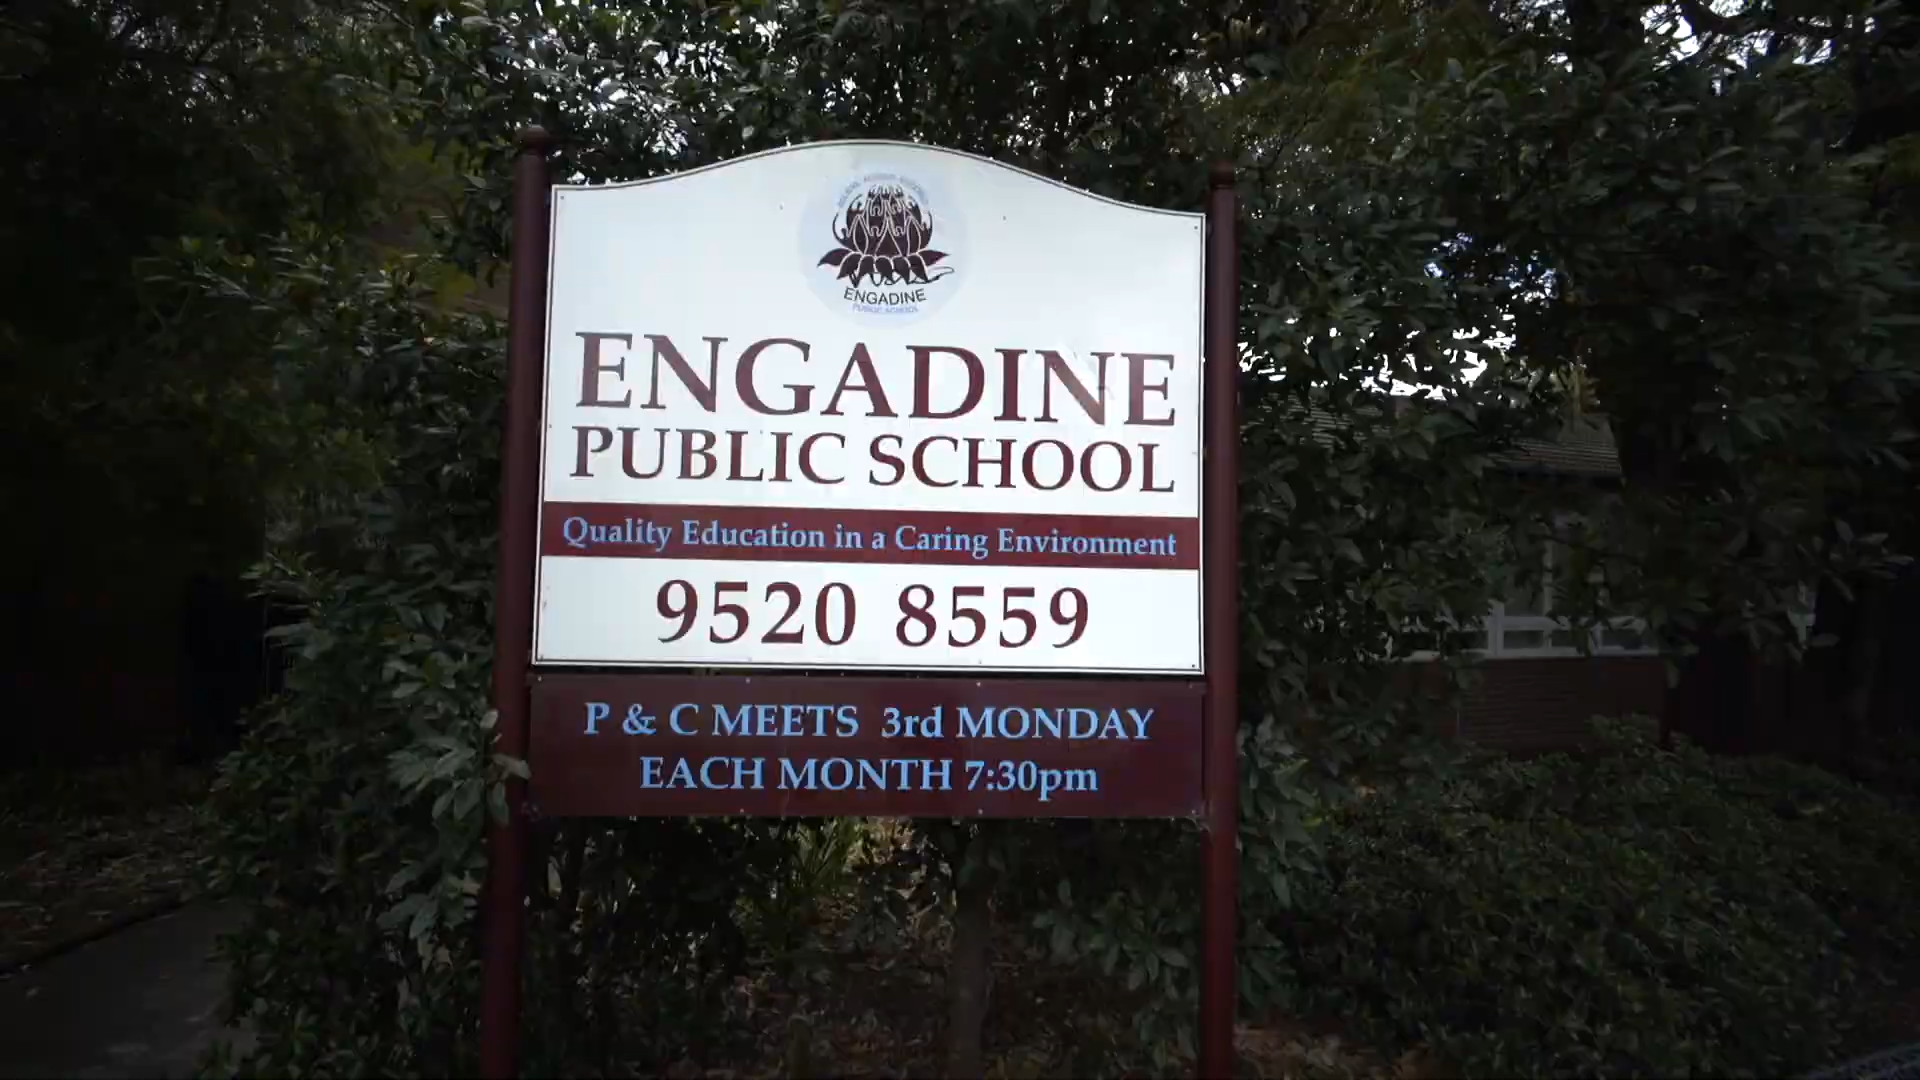 ENGADINE
PUBLIC SCHOOL
ENGADINE
PUBLIC SCHOOL
Quality Education in a Caring Environment
9520 8559
P & C MEETS 3rd MONDAY
EACH MONTH 7:30pm